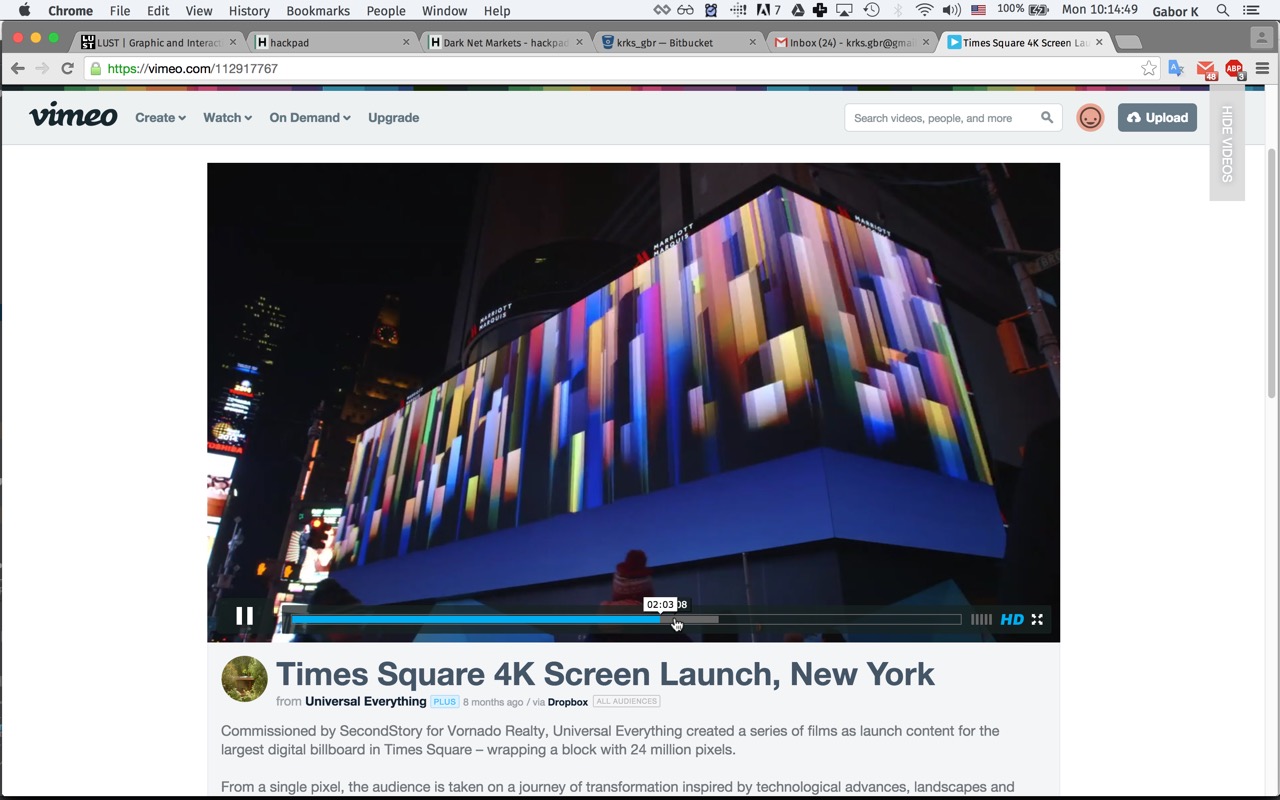 Chrome File Edit View History Bookmarks People Window Help 7 100% Mon 10:14:49 Gabor K
LUST | Graphic and Interac
hackpad
Dark Net Markets - hackpa
krks_gbr — Bitbucket
Inbox (24) - krks.gbr@gmai
Times Square 4K Screen La
https://vimeo.com/112917767
48
ABP
3
vimeo Create Watch On Demand Upgrade Search videos, people, and more Upload
HIDE VIDEOS
MARRIOTT
MARQUIS
MARRIOTT
MARRIOTT
MARQUIS
TOSHIBA
02:03
08
HD
Times Square 4K Screen Launch, New York
from Universal Everything PLUS 8 months ago / via Dropbox ALL AUDIENCES
Commissioned by SecondStory for Vornado Realty, Universal Everything created a series of films as launch content for the
largest digital billboard in Times Square – wrapping a block with 24 million pixels.
From a single pixel, the audience is taken on a journey of transformation inspired by technological advances, landscapes and